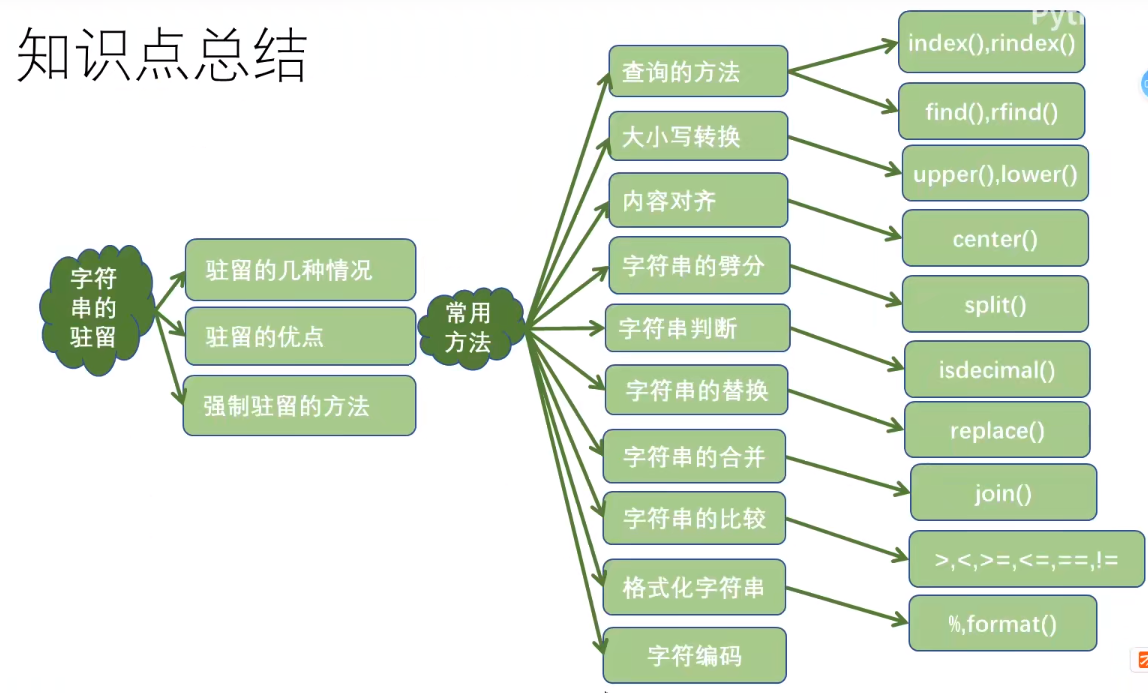 知识点总结
字符
串的
驻留
驻留的几种情况
驻留的优点
强制驻留的方法
常用
方法
查询的方法
index(),rindex()
find(),rfind()
大小写转换
upper(),lower()
内容对齐
center()
字符串的劈分
split()
字符串判断
isdecimal()
字符串的替换
replace()
字符串的合并
join()
字符串的比较
>,<,>=,<=,==,!=
格式化字符串
%,format()
字符编码